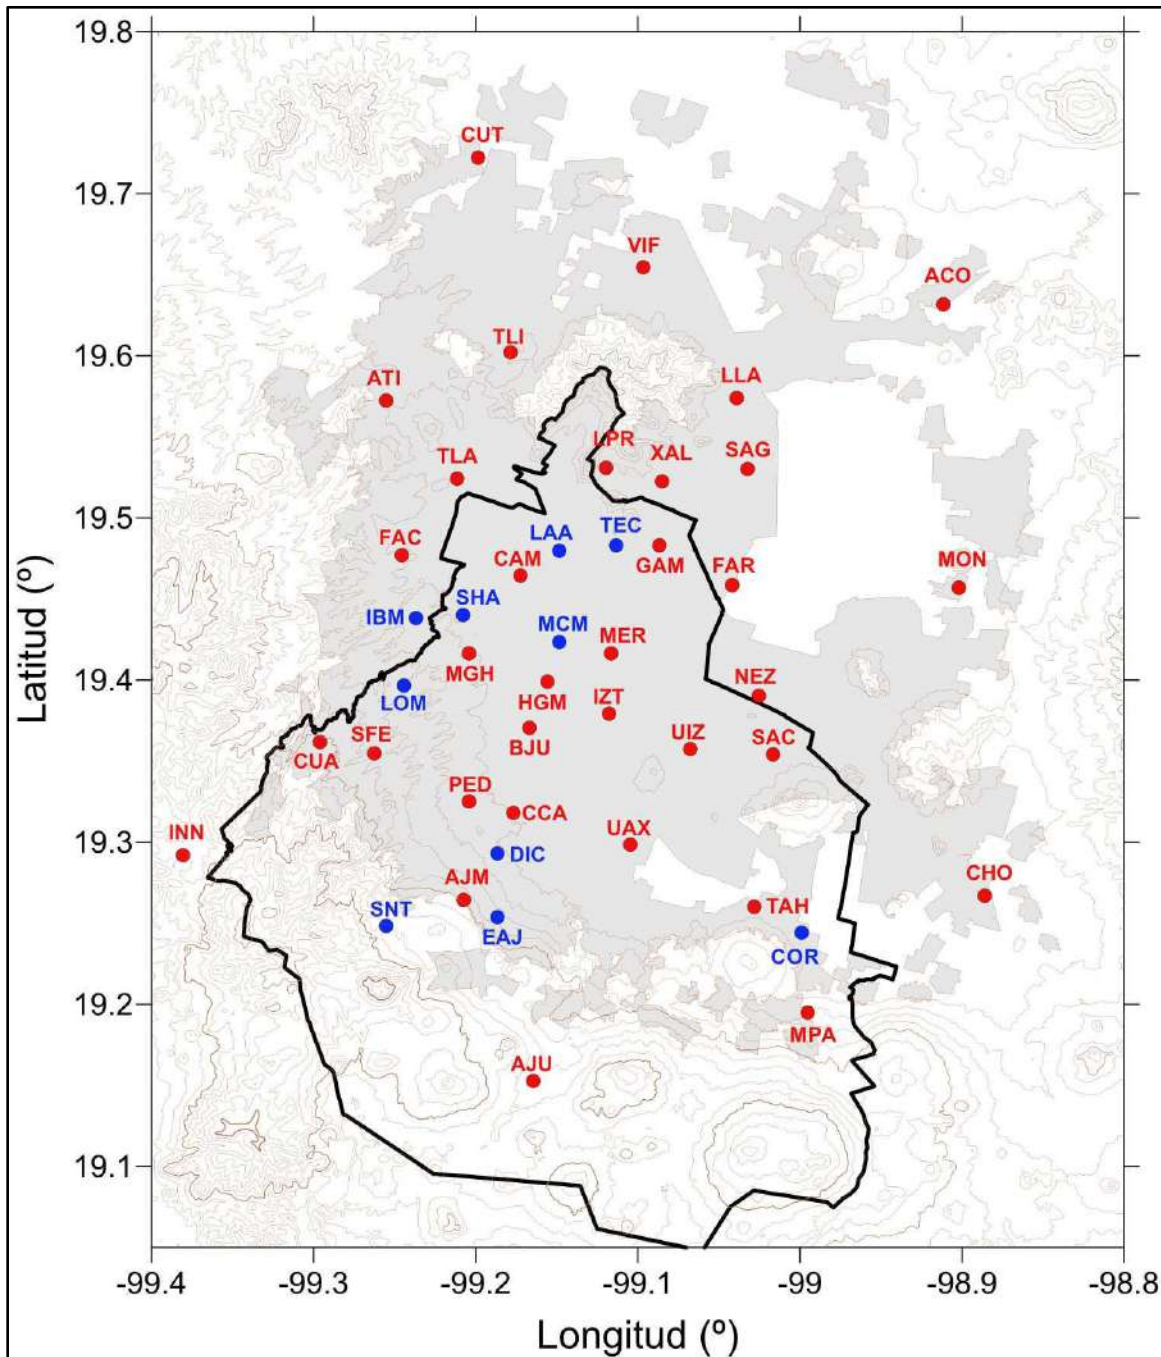 19.8
CUT
19.7
VIF
ACO
TLI
19.6
ATI
LLA
LPR
XAL
SAG
TLA
19.5
LAA
TEC
FAC
CAM
GAM
FAR
MON
SHA
IBM
MCM
MER
MGH
NEZ
19.4
LOM
HGM
IZT
SFE
UIZ
SAC
BJU
CUA
PED
CCA
UAX
INN
19.3
DIC
AJM
CHO
SNT
TAH
EAJ
COR
19.2
MPA
AJU
19.1
-99.4
-99.3
-99.2
-99.1
-99
-98.9
-98.8
Latitud (º)
Longitud (º)